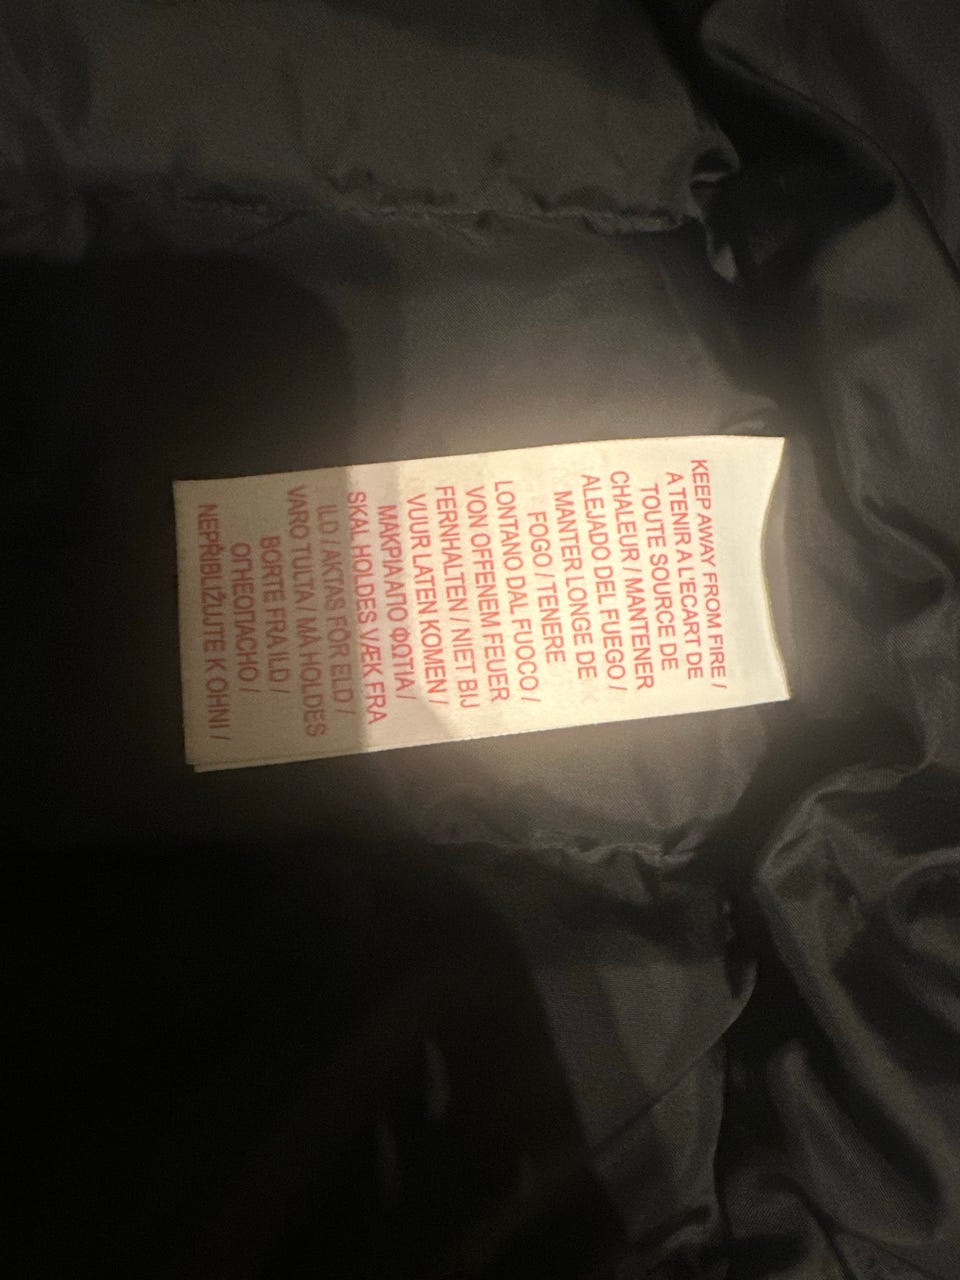 KEEP AWAY FROM FIRE /
A TENIR A L'ECART DE
TOUTE SOURCE DE
CHALEUR / MANTENER
ALEJADO DEL FUEGO /
MANTER LONGE DE
FOGO / TENERE
LONTANO DAL FUOCO /
VON OFFENEM FEUER
FERNHALTEN / NIET BIJ
VUUR LATEN KOMEN /
ΜΑΚΡΙΑ ΑΠΟ ΦΩΤΙΑ /
SKAL HOLDES VÆK FRA
ILD / AKTAS FÖR ELD /
VARO TULTA / MÅ HOLDES
BORTE FRA ILD /
ОГНЕОПАСНО /
NEPŘIBLIŽUJTE K OHNI /